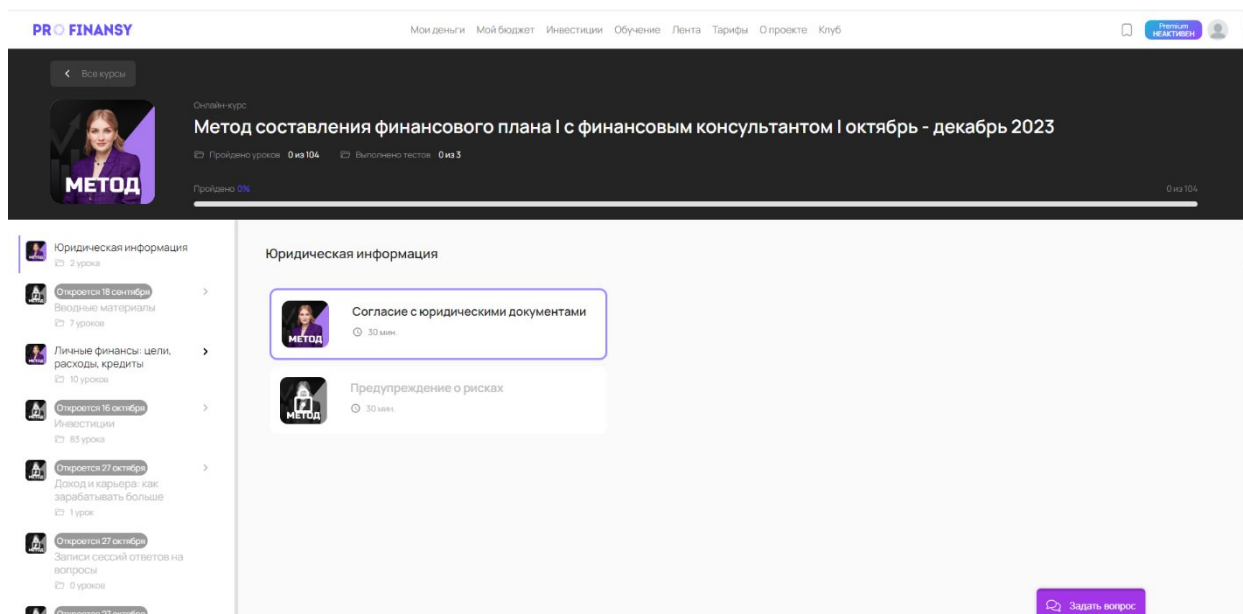 PRO FINANSY
Мои деньги Мой бюджет Инвестиции Обучение Лента Тарифы О проекте Клуб
Premium
НЕАКТИВЕН
Все курсы
МЕТОД
Онлайн-курс
Метод составления финансового плана I с финансовым консультантом I октябрь - декабрь 2023
Пройдено уроков 0 из 104 Выполнено тестов 0 из 3
Пройдено 0% 0 из 104
Юридическая информация
2 урока
Откроется 18 сентября
Вводные материалы
7 уроков
Личные финансы: цели,
расходы, кредиты
10 уроков
Откроется 16 октября
Инвестиции
83 урока
Откроется 27 октября
Доход и карьера: как
зарабатывать больше
1 урок
Откроется 27 октября
Записи сессий ответов на
вопросы
0 уроков
Откроется 27 октября
Юридическая информация
МЕТОД
Согласие с юридическими документами
30 мин.
МЕТОД
Предупреждение о рисках
30 мин.
Задать вопрос